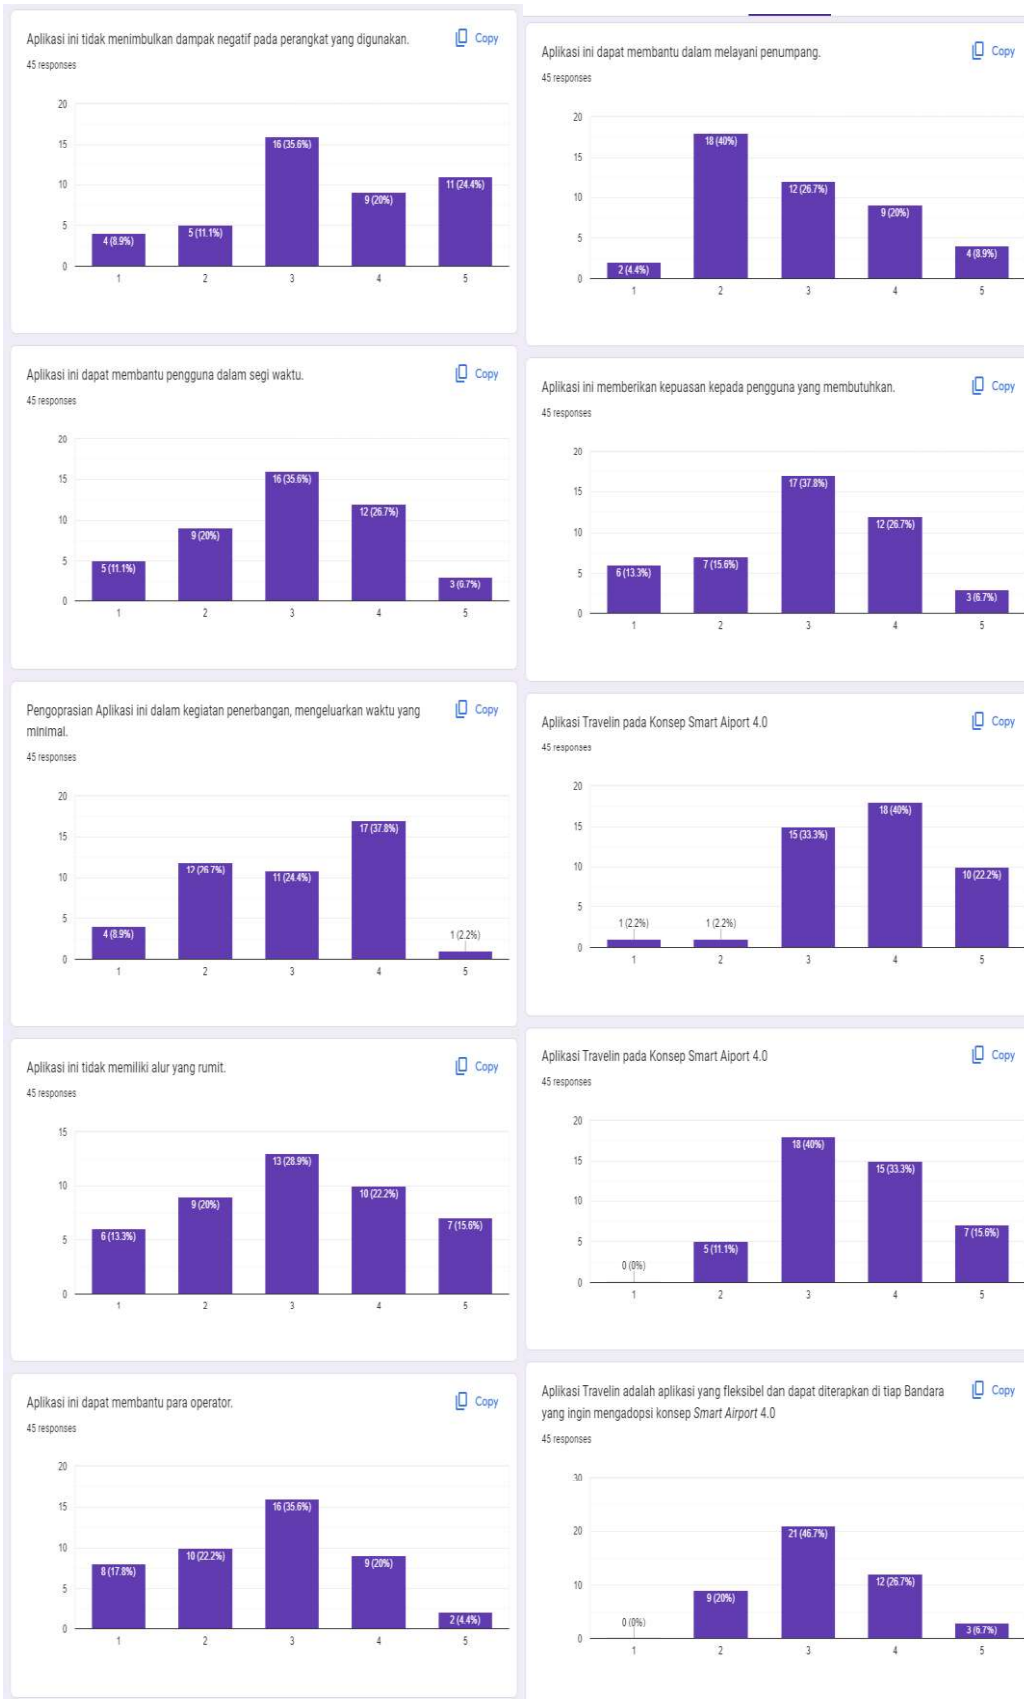 Aplikasi ini tidak menimbulkan dampak negatif pada perangkat yang digunakan.
Copy
45 responses
20
15
10
5
0
4 (8.9%)
5 (11.1%)
16 (35.6%)
9 (20%)
11 (24.4%)
1 2 3 4 5
Aplikasi ini dapat membantu pengguna dalam segi waktu.
Copy
45 responses
20
15
10
5
0
5 (11.1%)
9 (20%)
16 (35.6%)
12 (26.7%)
3 (6.7%)
1 2 3 4 5
Pengoprasian Aplikasi ini dalam kegiatan penerbangan, mengeluarkan waktu yang
minimal.
Copy
45 responses
20
15
10
5
0
4 (8.9%)
12 (26.7%)
11 (24.4%)
17 (37.8%)
1 (2.2%)
1 2 3 4 5
Aplikasi ini tidak memiliki alur yang rumit.
Copy
45 responses
15
10
5
0
6 (13.3%)
9 (20%)
13 (28.9%)
10 (22.2%)
7 (15.6%)
1 2 3 4 5
Aplikasi ini dapat membantu para operator.
Copy
45 responses
20
15
10
5
0
8 (17.8%)
10 (22.2%)
16 (35.6%)
9 (20%)
2 (4.4%)
1 2 3 4 5
Aplikasi ini dapat membantu dalam melayani penumpang.
Copy
45 responses
20
15
10
5
0
2 (4.4%)
18 (40%)
12 (26.7%)
9 (20%)
4 (8.9%)
1 2 3 4 5
Aplikasi ini memberikan kepuasan kepada pengguna yang membutuhkan.
Copy
45 responses
20
15
10
5
0
6 (13.3%)
7 (15.6%)
17 (37.8%)
12 (26.7%)
3 (6.7%)
1 2 3 4 5
Aplikasi Travelin pada Konsep Smart Aiport 4.0
Copy
45 responses
20
15
10
5
0
1 (2.2%)
1 (2.2%)
15 (33.3%)
18 (40%)
10 (22.2%)
1 2 3 4 5
Aplikasi Travelin pada Konsep Smart Aiport 4.0
Copy
45 responses
20
15
10
5
0
0 (0%)
5 (11.1%)
18 (40%)
15 (33.3%)
7 (15.6%)
1 2 3 4 5
Aplikasi Travelin adalah aplikasi yang fleksibel dan dapat diterapkan di tiap Bandara
yang ingin mengadopsi konsep Smart Airport 4.0
Copy
45 responses
30
20
10
0
0 (0%)
9 (20%)
21 (46.7%)
12 (26.7%)
3 (6.7%)
1 2 3 4 5